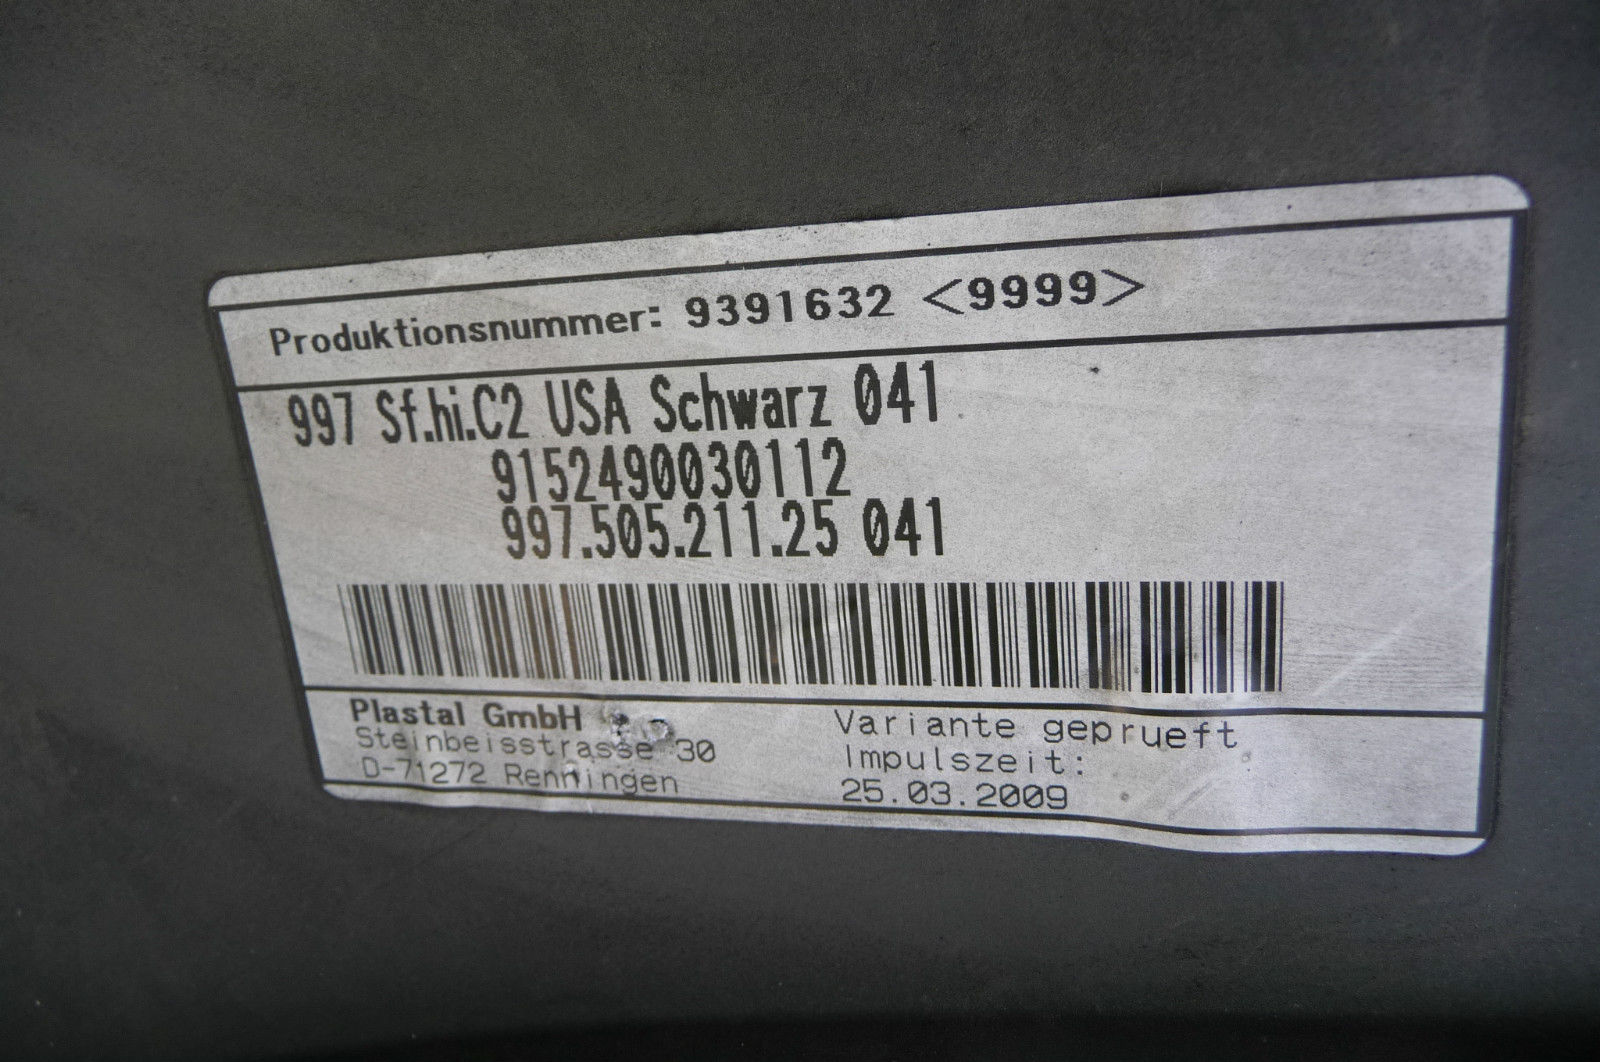 Produktionsnummer: 9391632 <9999>
997 Sf.hi.C2 USA Schwarz 041
9152490030112
997.505.211.25 041
Plastal GmbH
Steinbeisstrasse 30
D-71272 Renningen
Variante geprueft
Impulszeit:
25.03.2009